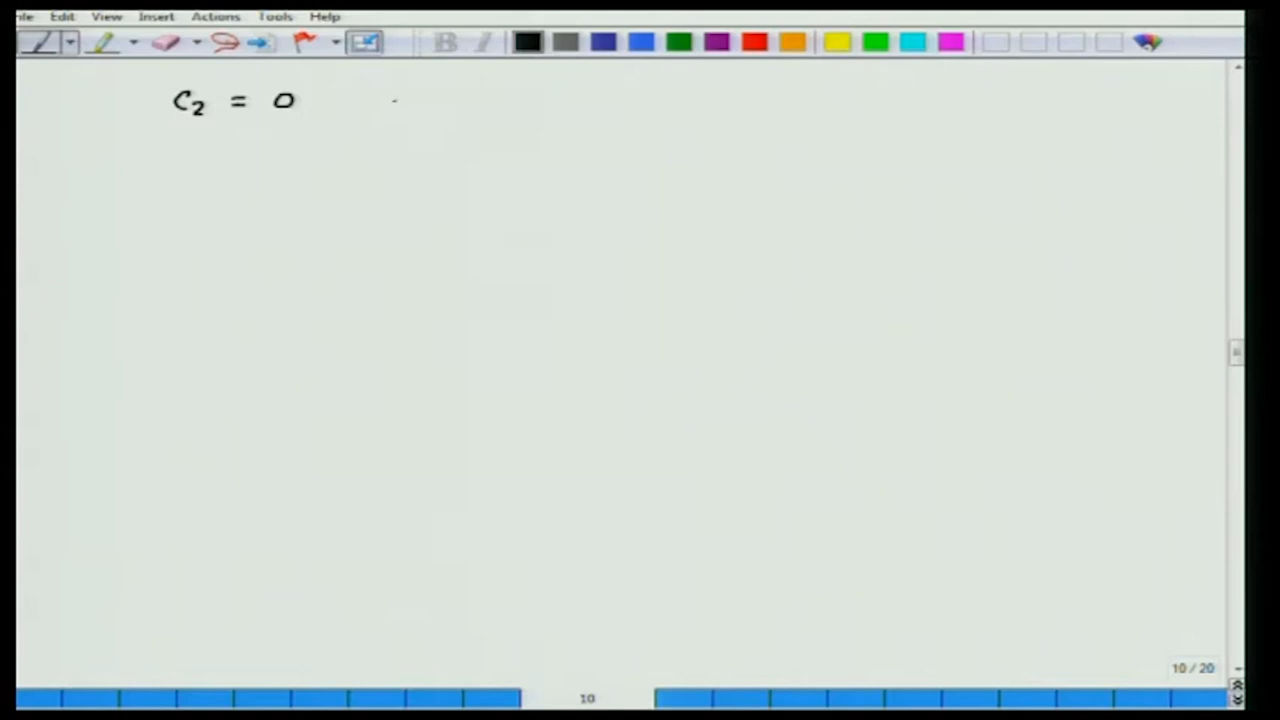 File Edit View Insert Actions Tools Help
B I
C₂ = 0
10 / 20
10